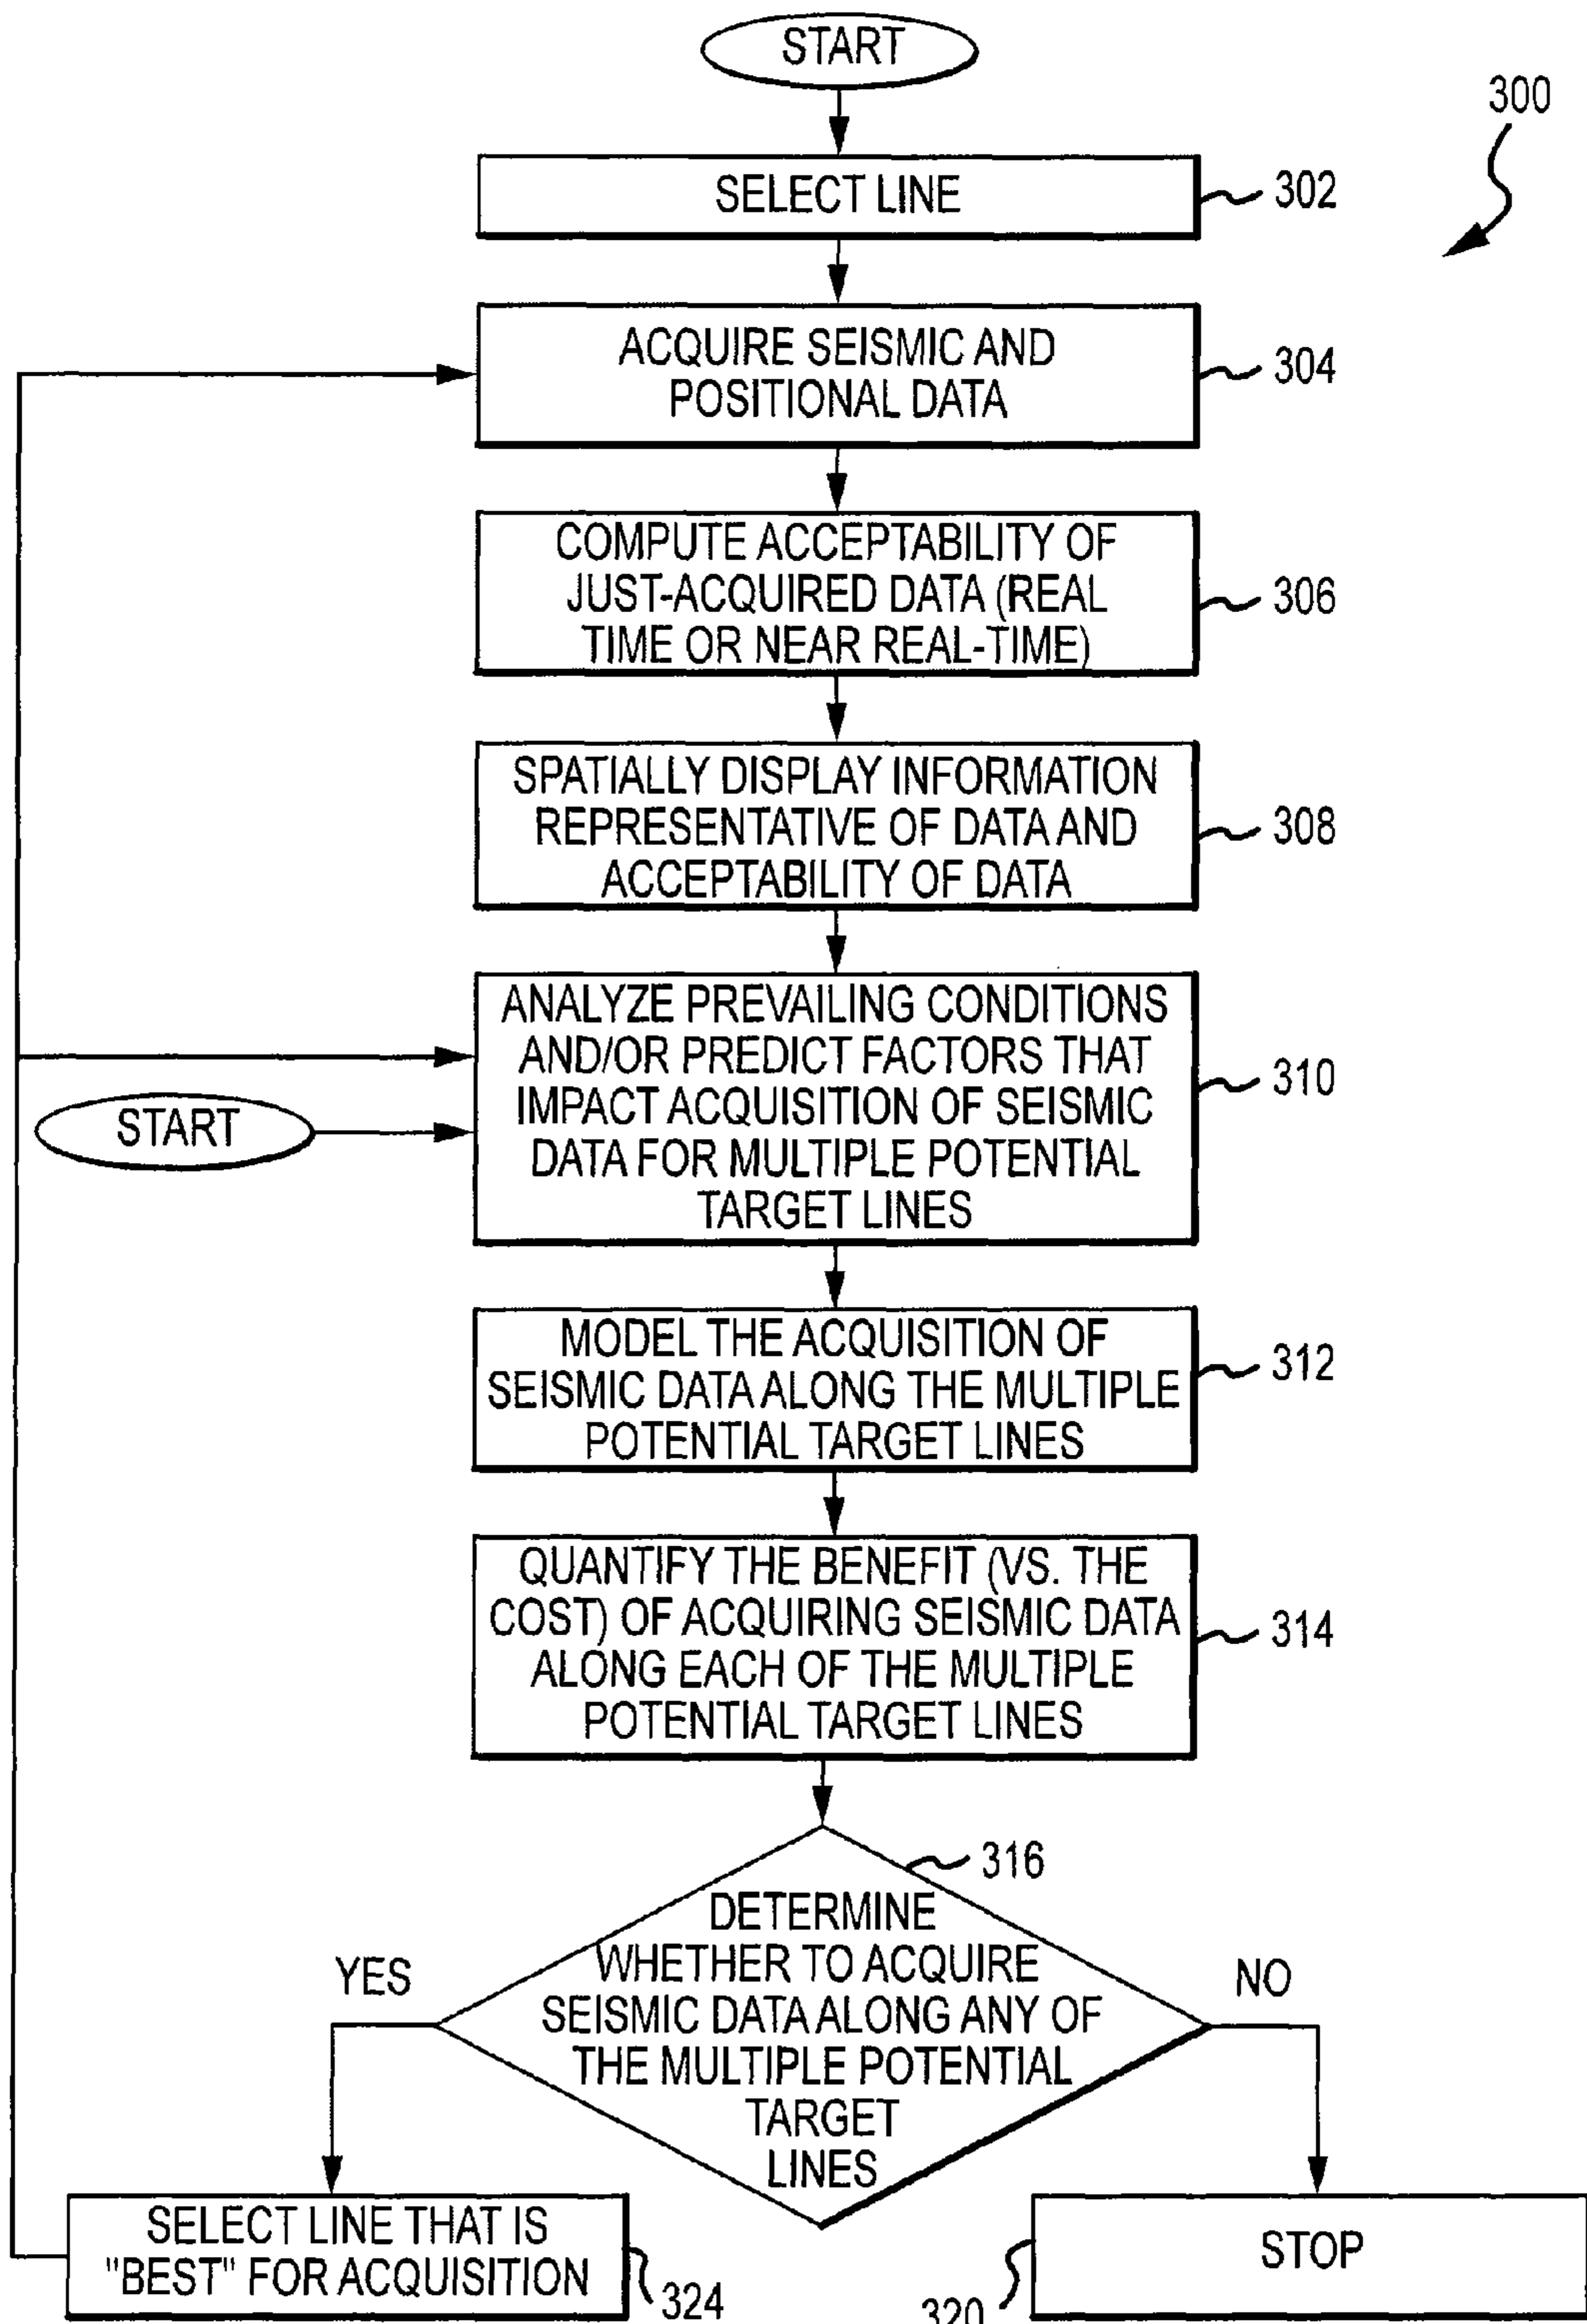 START
300
SELECT LINE
302
ACQUIRE SEISMIC AND
POSITIONAL DATA
304
COMPUTE ACCEPTABILITY OF
JUST-ACQUIRED DATA (REAL
TIME OR NEAR REAL-TIME)
306
SPATIALLY DISPLAY INFORMATION
REPRESENTATIVE OF DATA AND
ACCEPTABILITY OF DATA
308
ANALYZE PREVAILING CONDITIONS
AND/OR PREDICT FACTORS THAT
IMPACT ACQUISITION OF SEISMIC
DATA FOR MULTIPLE POTENTIAL
TARGET LINES
310
START
MODEL THE ACQUISITION OF
SEISMIC DATA ALONG THE MULTIPLE
POTENTIAL TARGET LINES
312
QUANTIFY THE BENEFIT (VS. THE
COST) OF ACQUIRING SEISMIC DATA
ALONG EACH OF THE MULTIPLE
POTENTIAL TARGET LINES
314
316
DETERMINE
WHETHER TO ACQUIRE
SEISMIC DATA ALONG ANY OF
THE MULTIPLE POTENTIAL
TARGET
LINES
YES
NO
SELECT LINE THAT IS
"BEST" FOR ACQUISITION
324
STOP
320